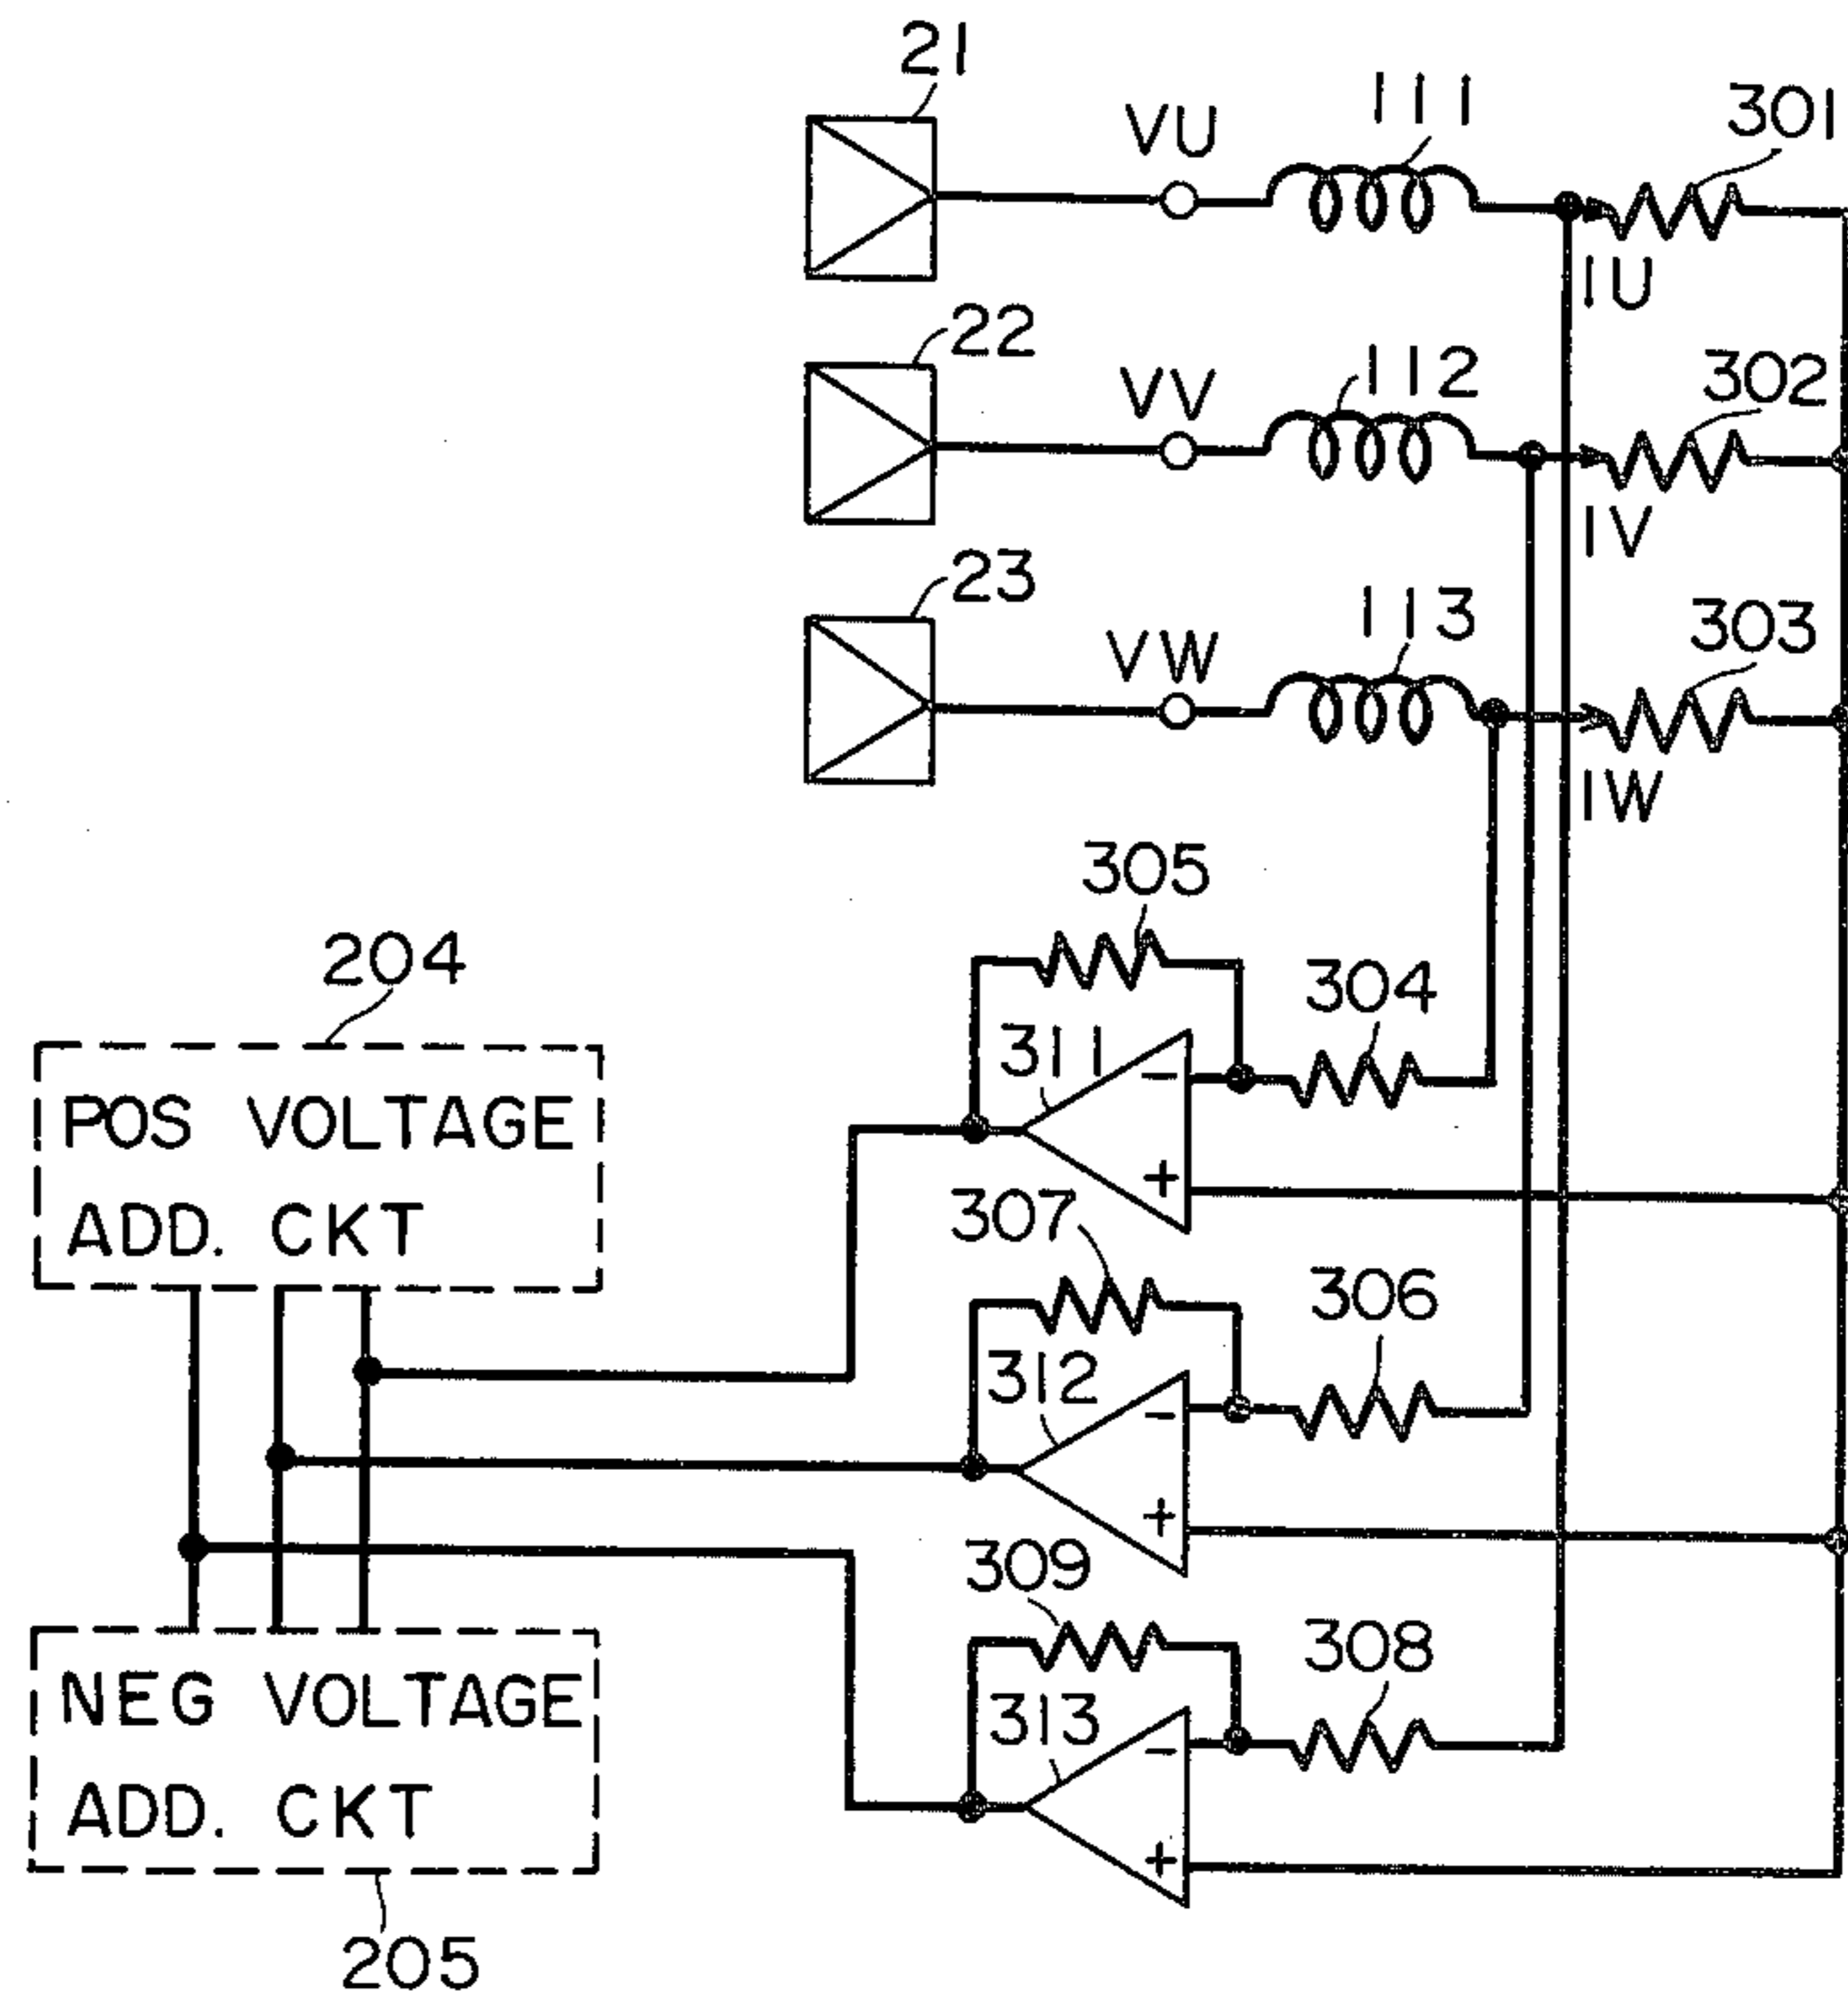 21
VU
111
301
IU
22
VV
112
302
IV
23
VW
113
303
IW
305
204
304
311
POS VOLTAGE
ADD. CKT
-
+
307
306
312
-
+
309
308
NEG VOLTAGE
ADD. CKT
313
-
+
205